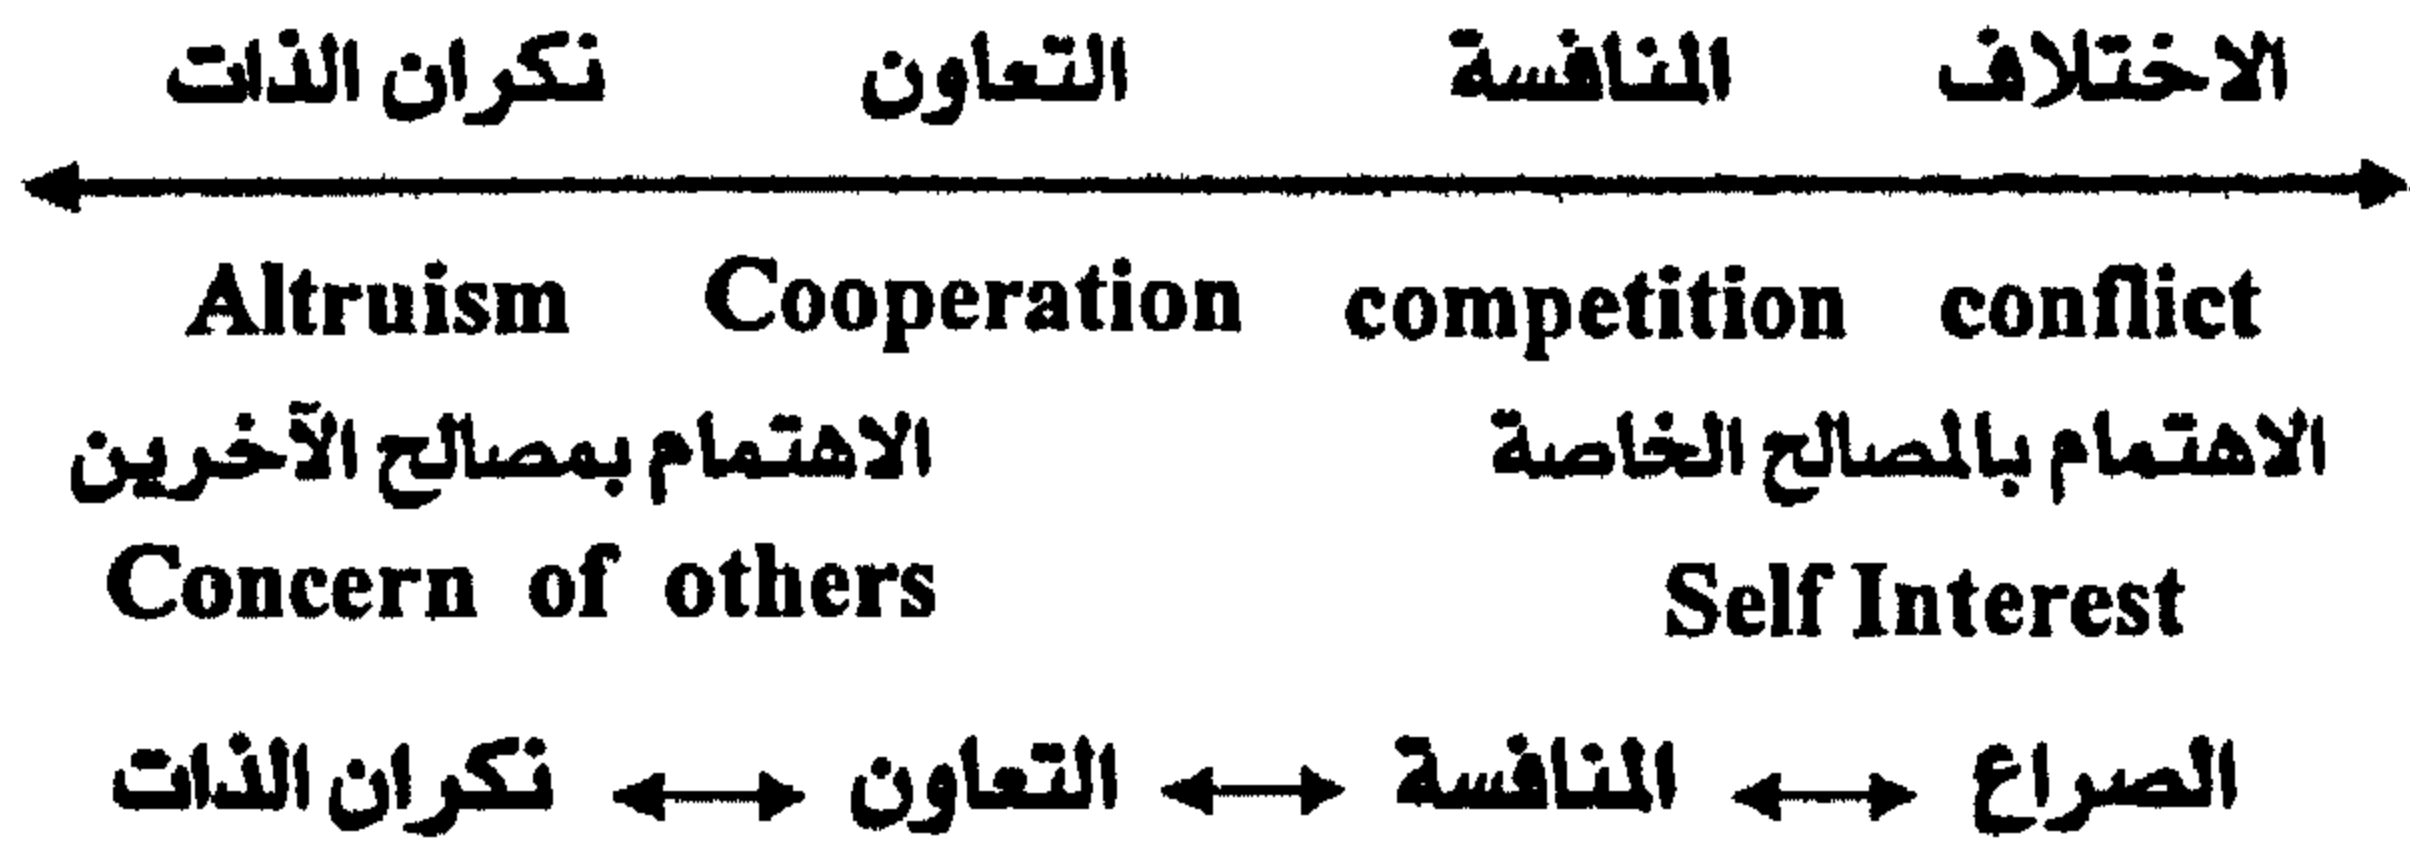 الاختلاف المنافسة التعاون نكران الذات
Altruism Cooperation competition conflict
الاهتمام بالمصالح الخاصة الاهتمام بمصالح الآخرين
Concern of others Self Interest
الصراع ↔ المنافسة ↔ التعاون ↔ نكران الذات